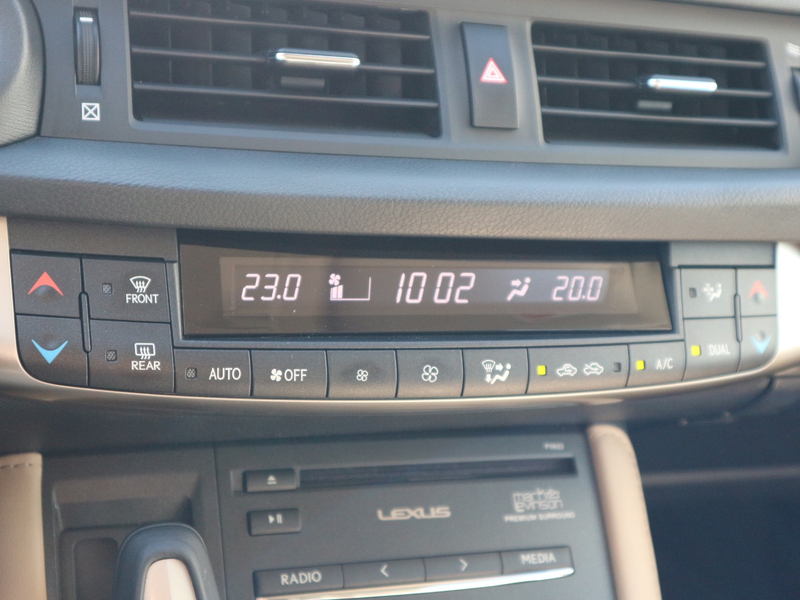 23.0 10 02 20.0
FRONT
REAR
AUTO OFF A/C DUAL
LEXUS
mark levinson
PREMIUM SURROUND
RADIO MEDIA